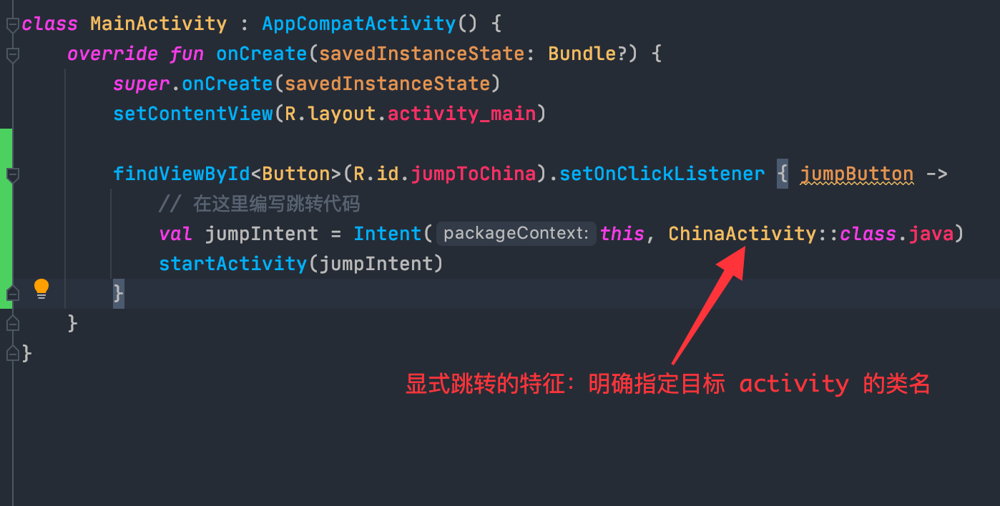 class MainActivity : AppCompatActivity() {
    override fun onCreate(savedInstanceState: Bundle?) {
        super.onCreate(savedInstanceState)
        setContentView(R.layout.activity_main)
        findViewById<Button>(R.id.jumpToChina).setOnClickListener { jumpButton ->
            // 在这里编写跳转代码
            val jumpIntent = Intent( packageContext: this, ChinaActivity::class.java)
            startActivity(jumpIntent)
        }
    }
}
显式跳转的特征：明确指定目标 activity 的类名